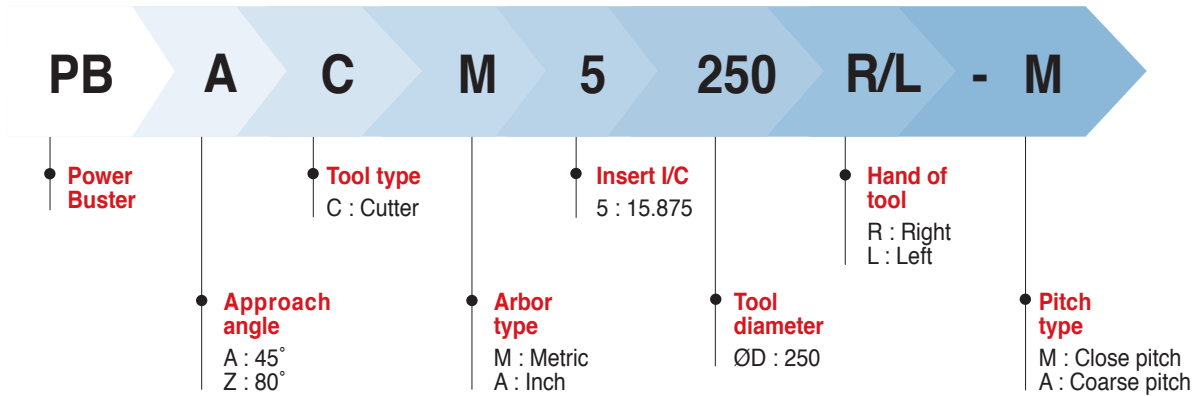 PB A C M 5 250 R/L - M
Power
Buster
Tool type
C : Cutter
Insert I/C
5 : 15.875
Hand of
tool
R : Right
L : Left
Approach
angle
A : 45˚
Z : 80˚
Arbor
type
M : Metric
A : Inch
Tool
diameter
ØD : 250
Pitch
type
M : Close pitch
A : Coarse pitch